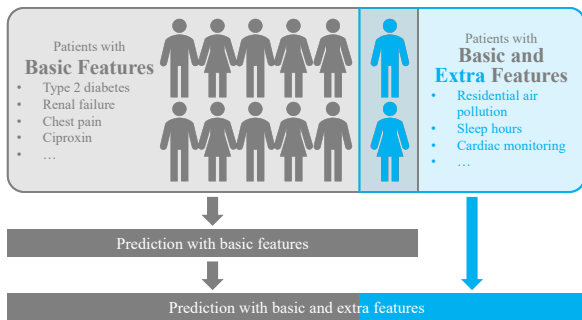 Patients with
Basic Features
• Type 2 diabetes
• Renal failure
• Chest pain
• Ciproxin
• …
Patients with
Basic and
Extra Features
• Residential air
pollution
• Sleep hours
• Cardiac monitoring
• …
Prediction with basic features
Prediction with basic and extra features